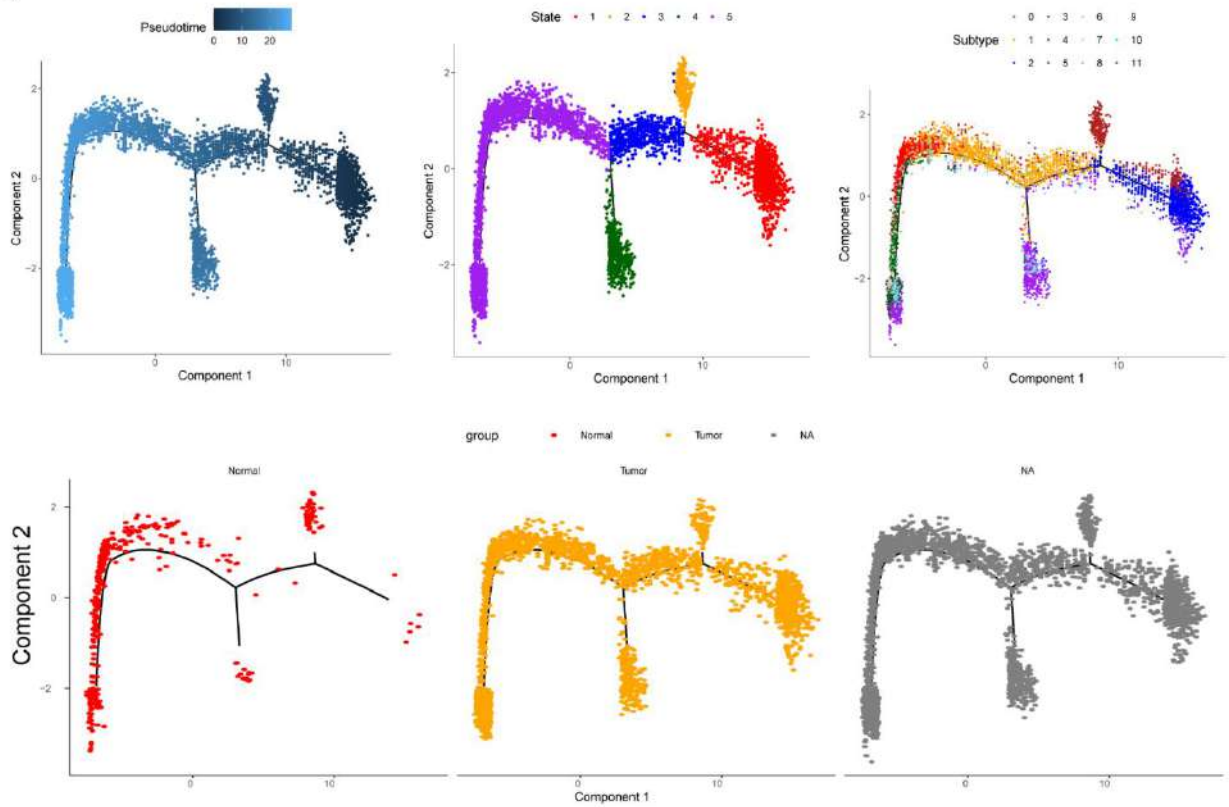 Pseudotime
0 10 20
State 1 2 3 4 5
Subtype
0 3 6 9
1 4 7 10
2 5 8 11
Component 2
2
0
−2
0 10
Component 1
Component 2
2
0
−2
0 10
Component 1
Component 2
2
0
−2
0 10
Component 1
group Normal Tumor NA
Normal Tumor NA
Component 2
2
0
−2
0 10 0 10 0 10
Component 1